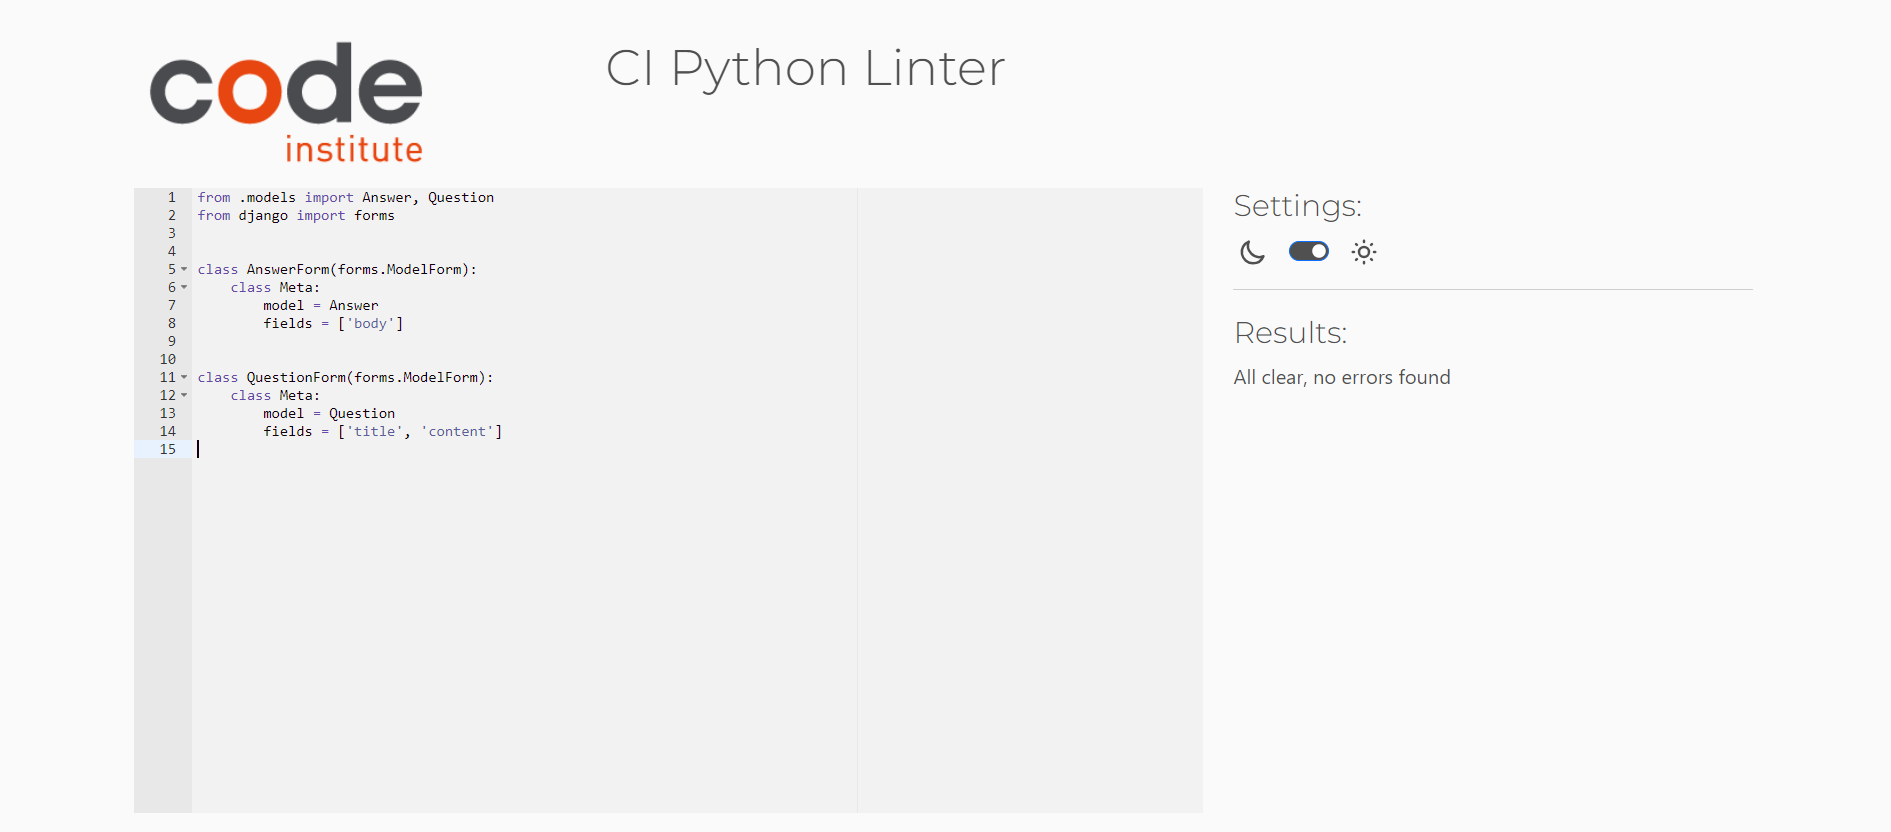 code
institute
CI Python Linter
1 from .models import Answer, Question
2 from django import forms
3
4
5 class AnswerForm(forms.ModelForm):
6     class Meta:
7         model = Answer
8         fields = ['body']
9
10
11 class QuestionForm(forms.ModelForm):
12     class Meta:
13         model = Question
14         fields = ['title', 'content']
15
Settings:
Results:
All clear, no errors found